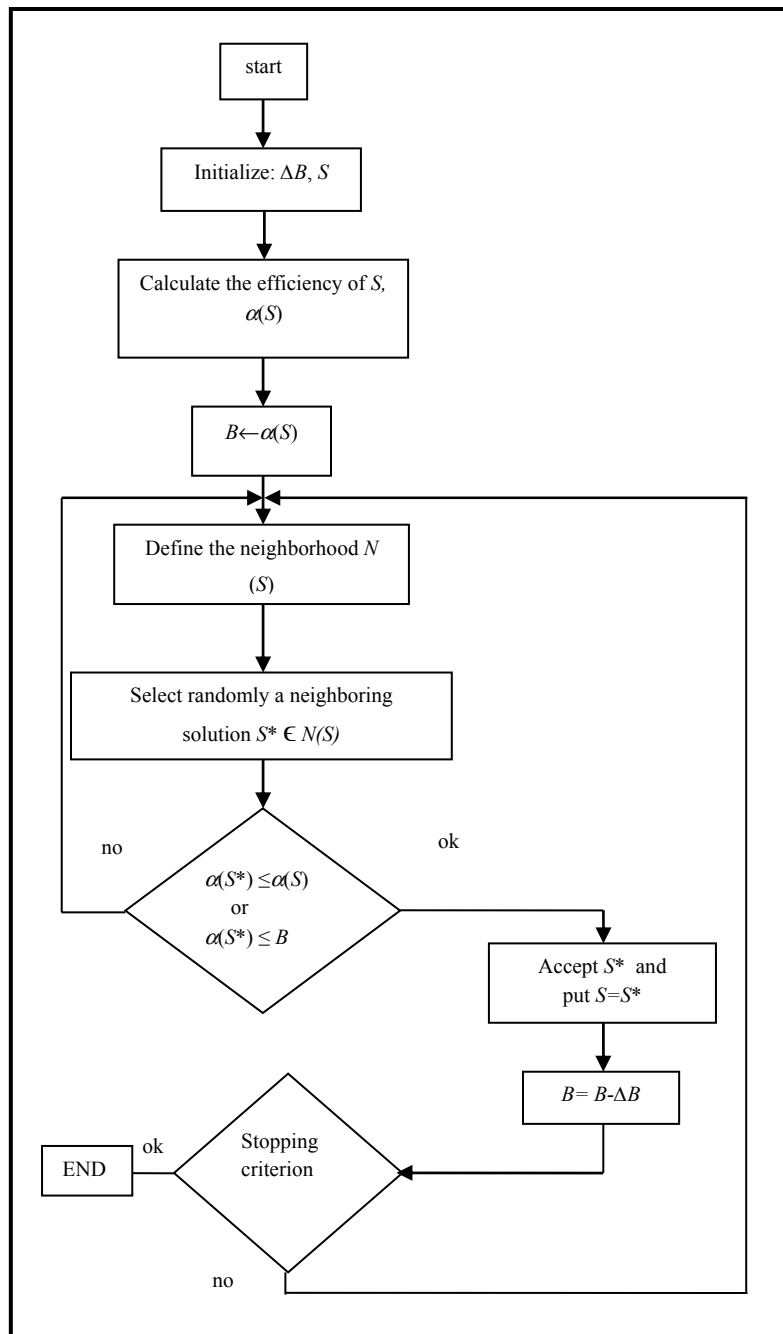 start
Initialize: ΔB, S
Calculate the efficiency of S,
α(S)
B←α(S)
Define the neighborhood N
(S)
Select randomly a neighboring
solution S* ϵ N(S)
no
ok
α(S*) ≤α(S)
or
α(S*) ≤ B
Accept S* and
put S=S*
B= B-ΔB
Stopping
criterion
ok
END
no